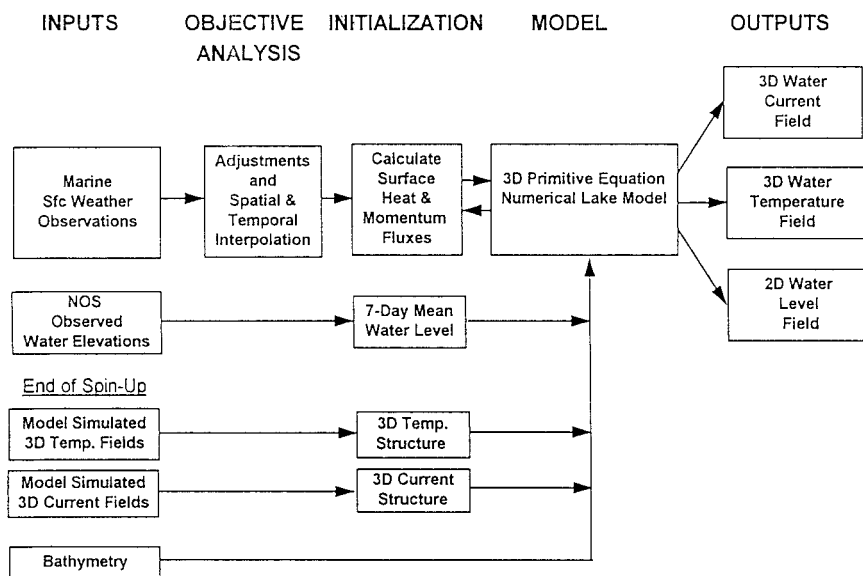 INPUTS
OBJECTIVE
ANALYSIS
INITIALIZATION
MODEL
OUTPUTS
Marine
Sfc Weather
Observations
Adjustments
and
Spatial &
Temporal
Interpolation
Calculate
Surface
Heat &
Momentum
Fluxes
3D Primitive Equation
Numerical Lake Model
3D Water
Current
Field
3D Water
Temperature
Field
2D Water
Level
Field
NOS
Observed
Water Elevations
7-Day Mean
Water Level
End of Spin-Up
Model Simulated
3D Temp. Fields
3D Temp.
Structure
Model Simulated
3D Current Fields
3D Current
Structure
Bathymetry